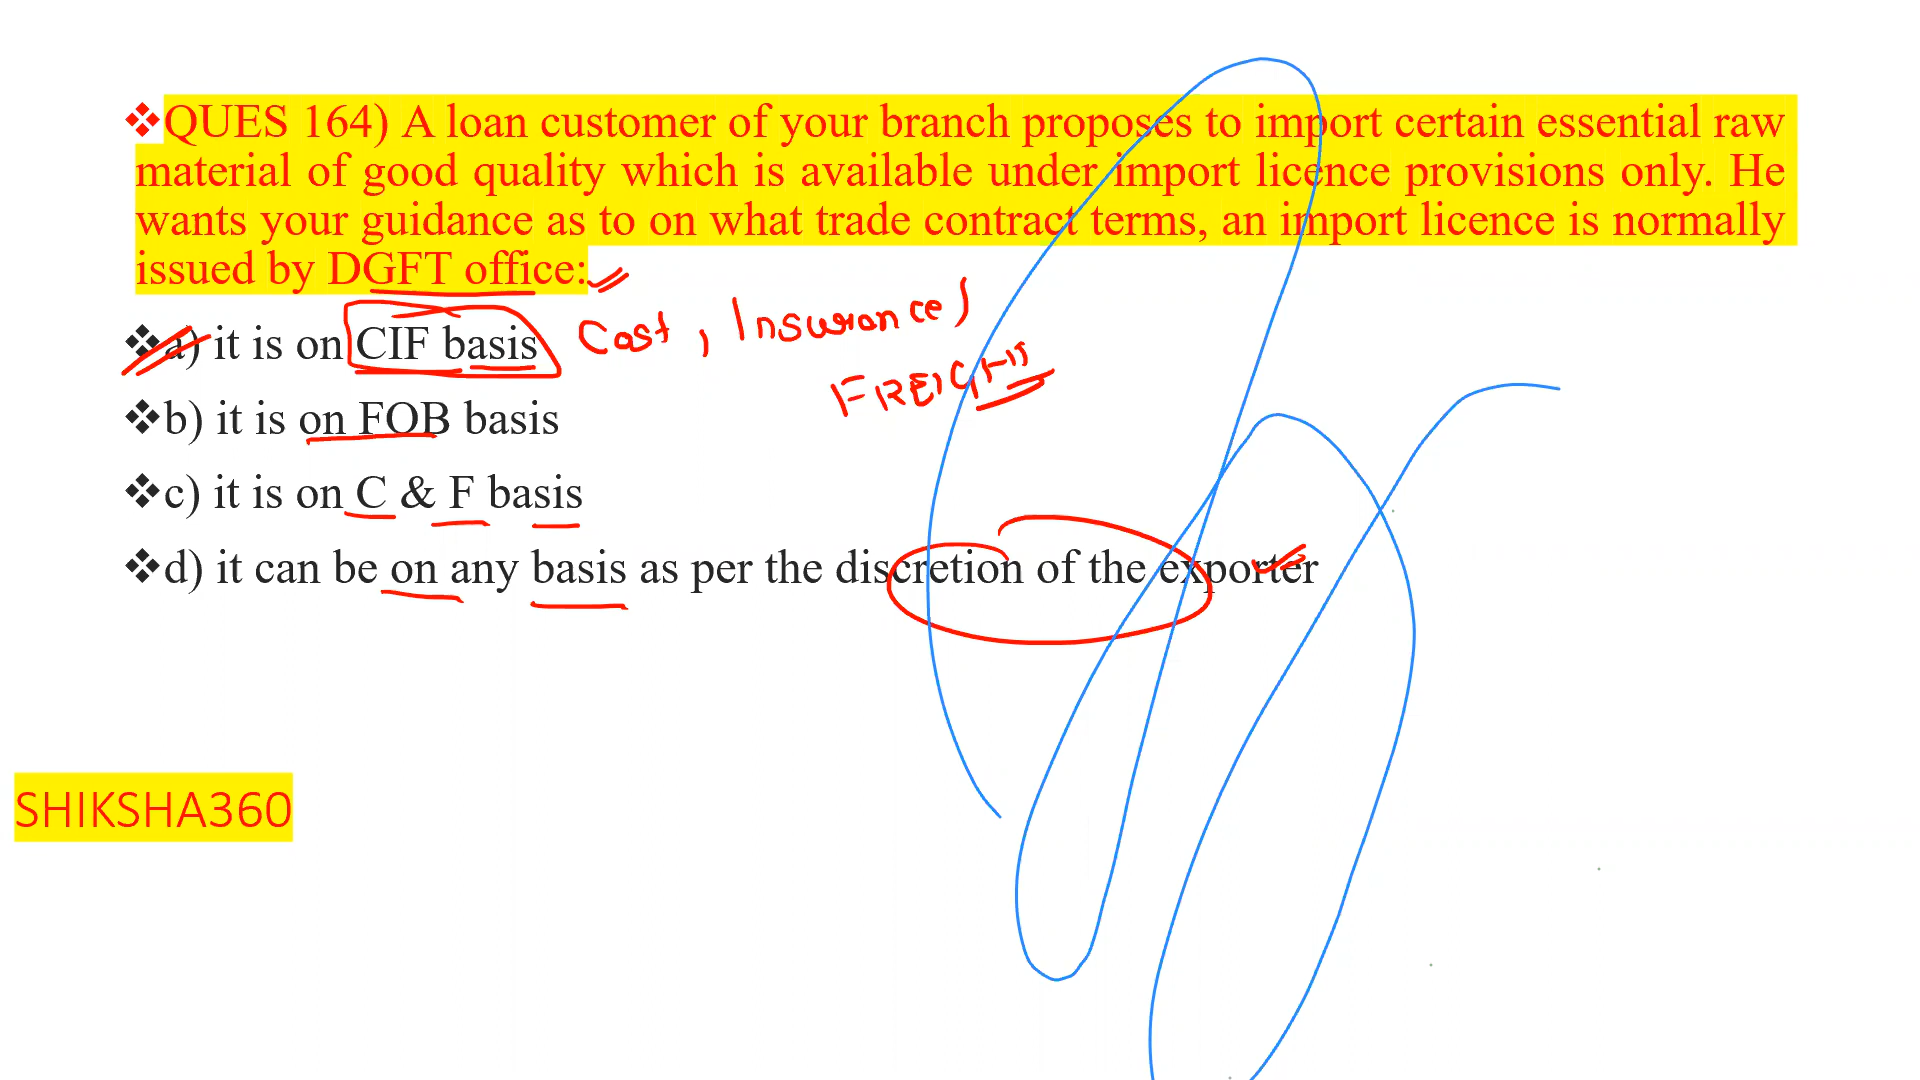 ❖QUES 164) A loan customer of your branch proposes to import certain essential raw
material of good quality which is available under import licence provisions only. He
wants your guidance as to on what trade contract terms, an import licence is normally
issued by DGFT office:
❖a) it is on CIF basis Cost, Insurance,
FREIGHT
❖b) it is on FOB basis
❖c) it is on C & F basis
❖d) it can be on any basis as per the discretion of the exporter
SHIKSHA360